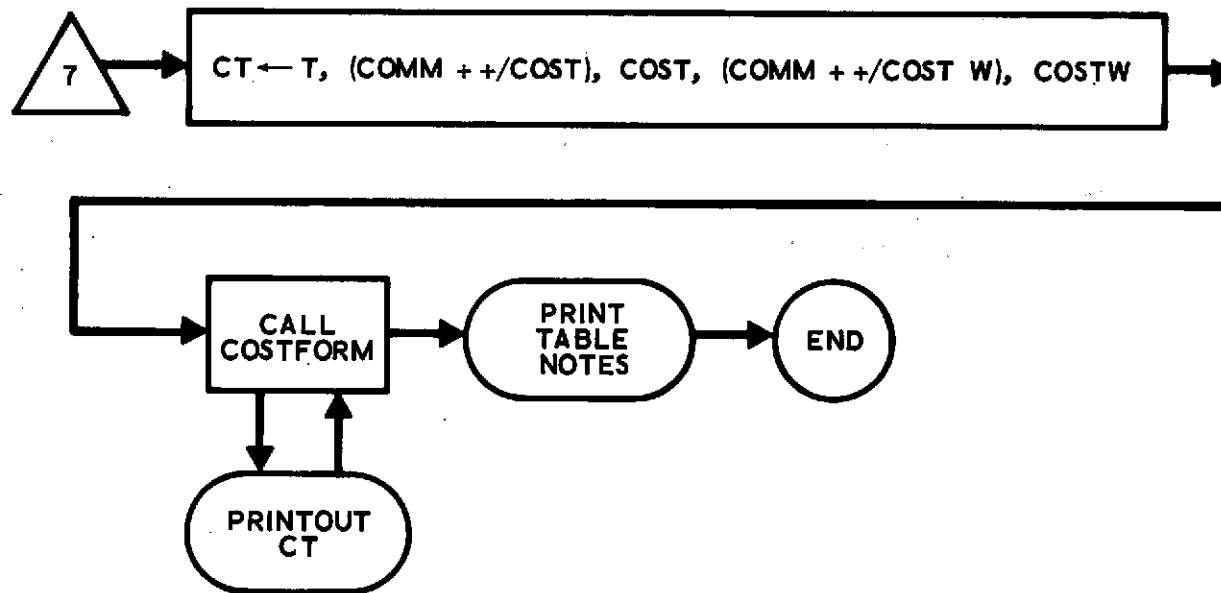 7
CT ← T, (COMM + +/COST), COST, (COMM + +/COST W), COSTW
CALL
COSTFORM
PRINT
TABLE
NOTES
END
PRINTOUT
CT